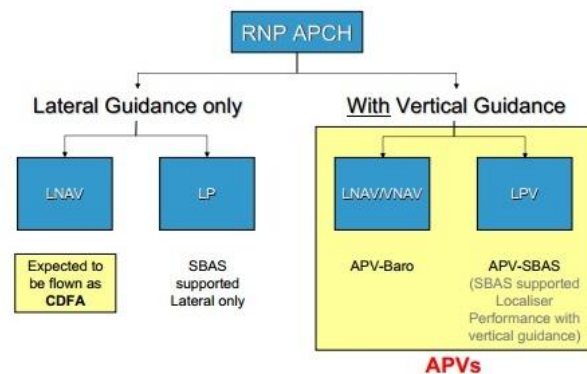 RNP APCH
Lateral Guidance only
With Vertical Guidance
LNAV
LP
LNAV/VNAV
LPV
Expected to
be flown as
CDFA
SBAS
supported
Lateral only
APV-Baro
APV-SBAS
(SBAS supported
Localiser
Performance with
vertical guidance)
APVs